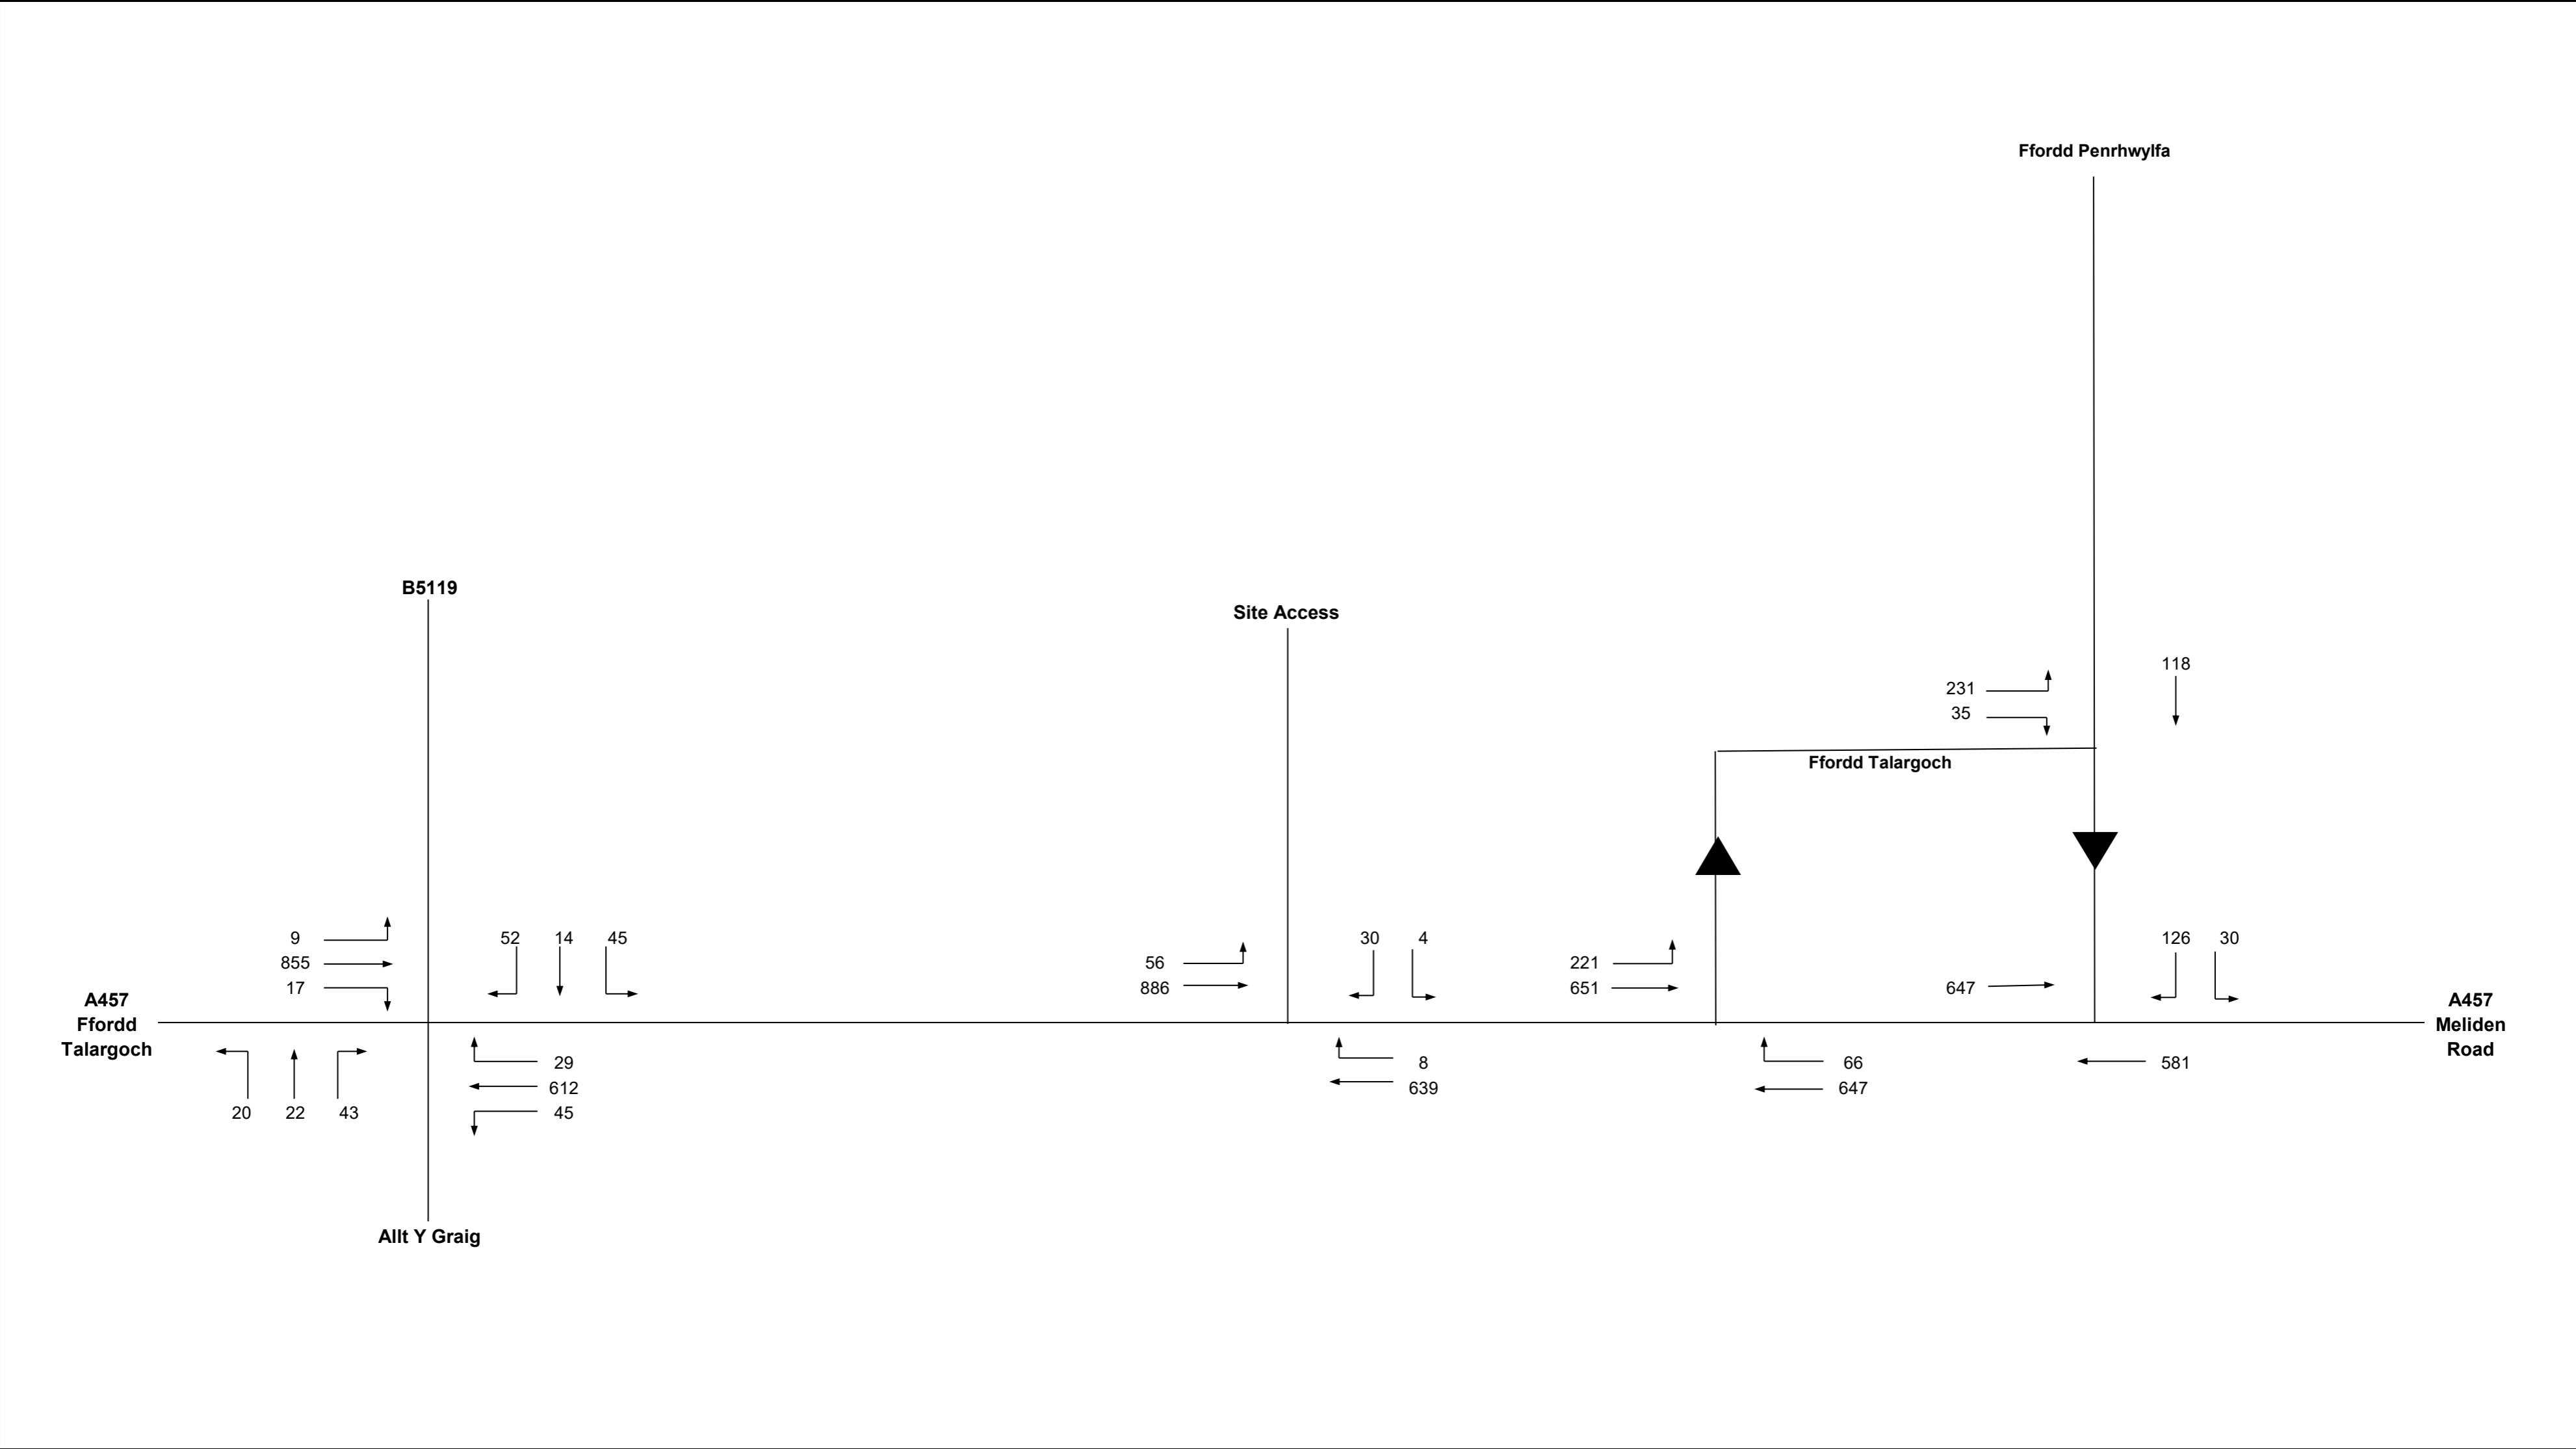 Ffordd Penrhwylfa
B5119
Site Access
118
231
35
Ffordd Talargoch
9
52
14
45
855
17
56
886
30
4
221
651
647
126
30
A457
Ffordd
Talargoch
A457
Meliden
Road
29
612
45
20
22
43
8
639
66
647
581
Allt Y Graig